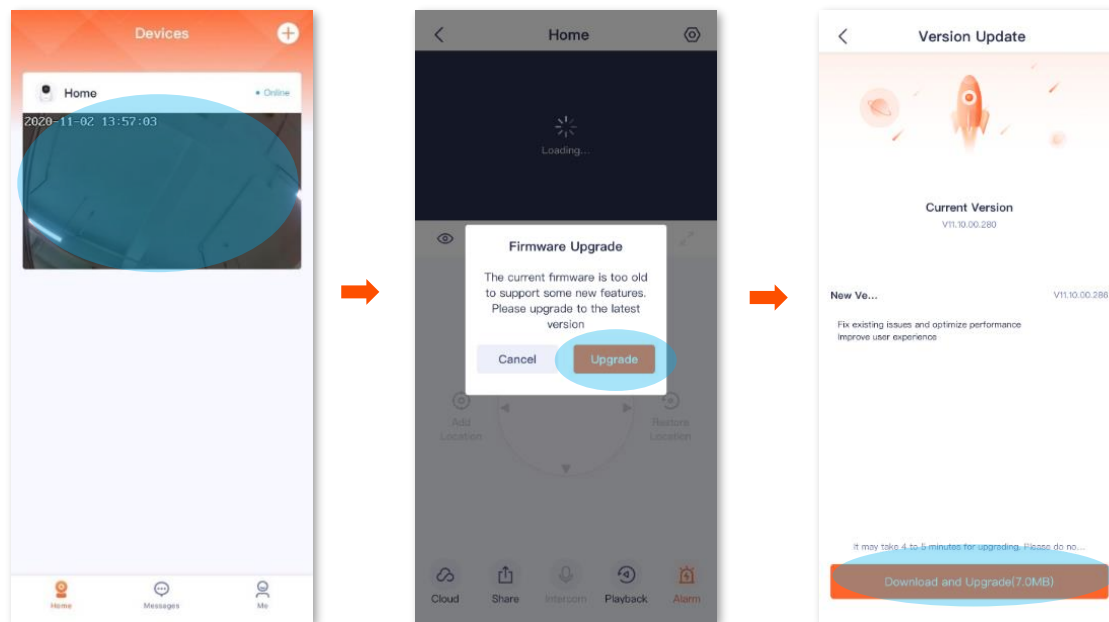 Devices
Home
• Online
2020-11-02 13:57:03
Home
Messages
Me
Home
Loading...
Firmware Upgrade
The current firmware is too old
to support some new features.
Please upgrade to the latest
version
Cancel
Upgrade
Add
Location
Restore
Location
Cloud
Share
Intercom
Playback
Alarm
Version Update
Current Version
V11.10.00.280
New Ve...
V11.10.00.286
Fix existing issues and optimize performance
Improve user experience
It may take 4 to 5 minutes for upgrading. Please do no...
Download and Upgrade(7.0MB)